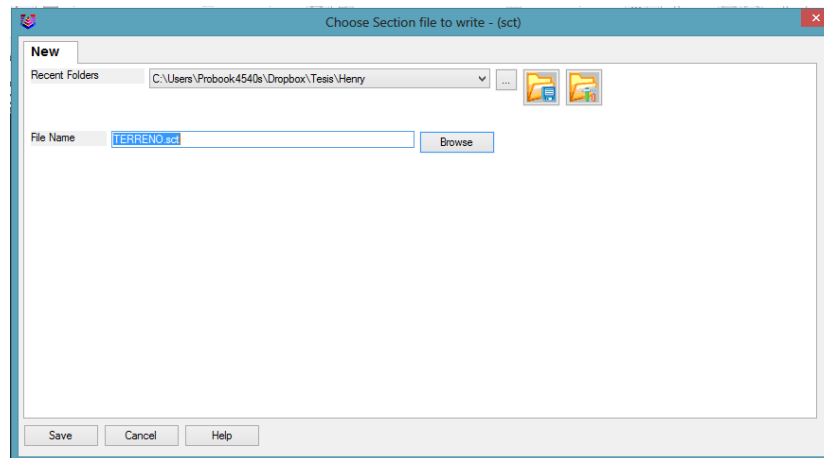 Choose Section file to write - (sct)
New
Recent Folders C:\Users\Probook4540s\Dropbox\Tesis\Henry ...
File Name TERRENO.sct Browse
Save Cancel Help